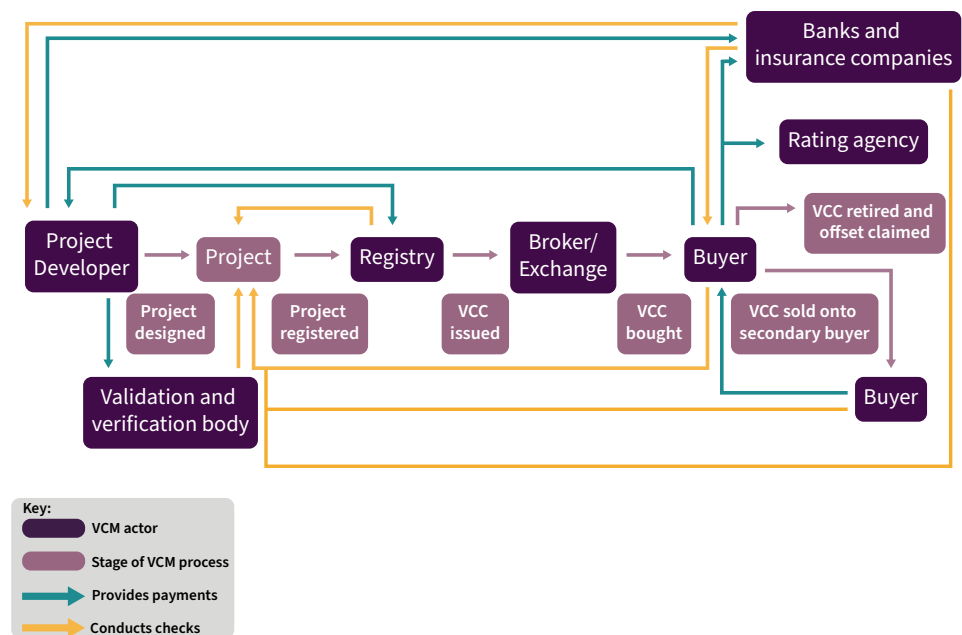 Banks and
insurance companies
Rating agency
VCC retired and
offset claimed
Project
Developer
Project
Registry
Broker/
Exchange
Buyer
Project
designed
Project
registered
VCC
issued
VCC
bought
VCC sold onto
secondary buyer
Validation and
verification body
Buyer
Key:
VCM actor
Stage of VCM process
Provides payments
Conducts checks